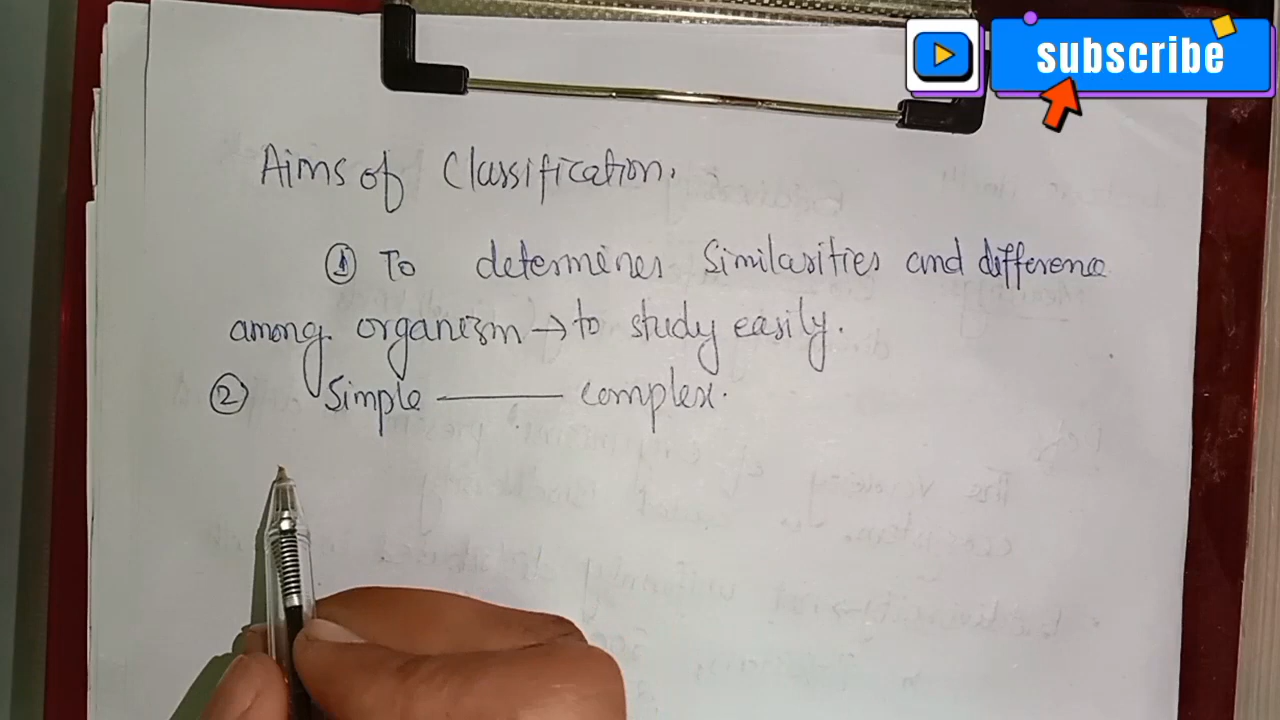 subscribe
Aims of Classification.
① To determines Similarities and difference
among organism → to study easily.
② Simple —— complex.